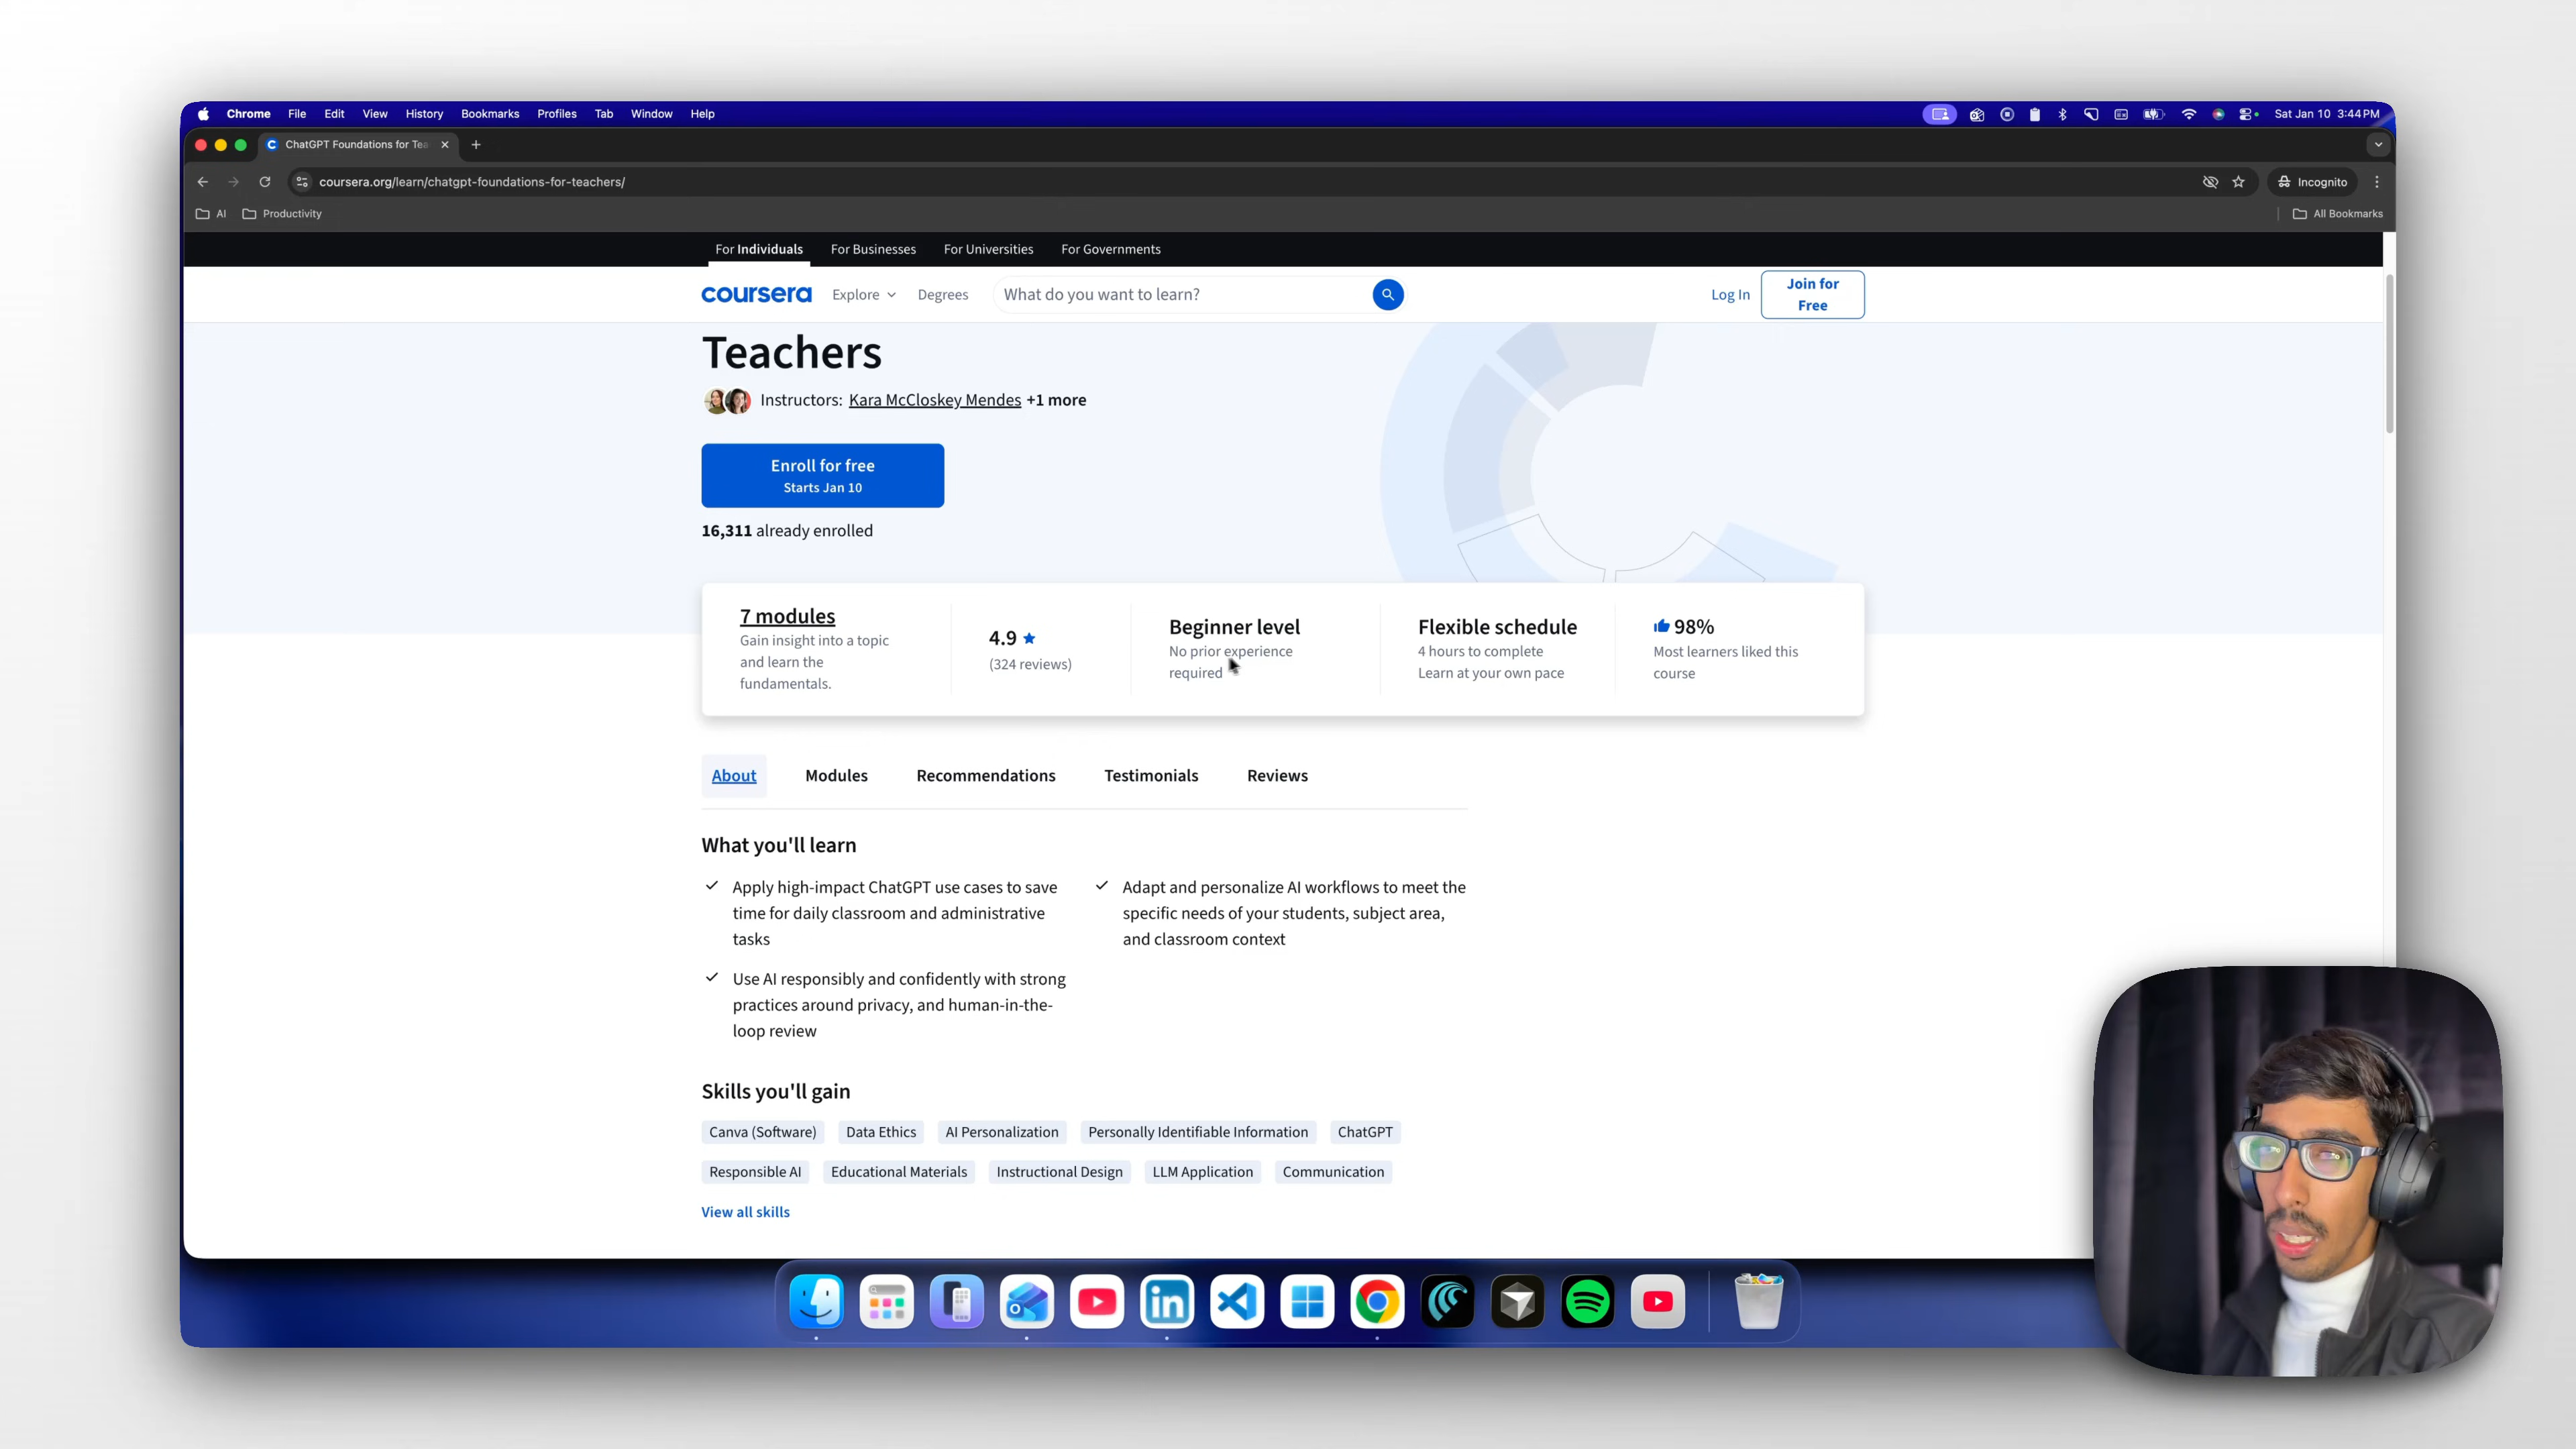 Chrome File Edit View History Bookmarks Profiles Tab Window Help Sat Jan 10 3:44 PM
ChatGPT Foundations for Tea
coursera.org/learn/chatgpt-foundations-for-teachers/ Incognito
AI Productivity All Bookmarks
For Individuals For Businesses For Universities For Governments
coursera Explore Degrees What do you want to learn? Log In Join for
Free
Teachers
Instructors: Kara McCloskey Mendes +1 more
Enroll for free
Starts Jan 10
16,311 already enrolled
7 modules
Gain insight into a topic
and learn the
fundamentals.
4.9
(324 reviews)
Beginner level
No prior experience
required
Flexible schedule
4 hours to complete
Learn at your own pace
98%
Most learners liked this
course
About Modules Recommendations Testimonials Reviews
What you'll learn
Apply high-impact ChatGPT use cases to save
time for daily classroom and administrative
tasks
Adapt and personalize AI workflows to meet the
specific needs of your students, subject area,
and classroom context
Use AI responsibly and confidently with strong
practices around privacy, and human-in-the-
loop review
Skills you'll gain
Canva (Software) Data Ethics AI Personalization Personally Identifiable Information ChatGPT
Responsible AI Educational Materials Instructional Design LLM Application Communication
View all skills